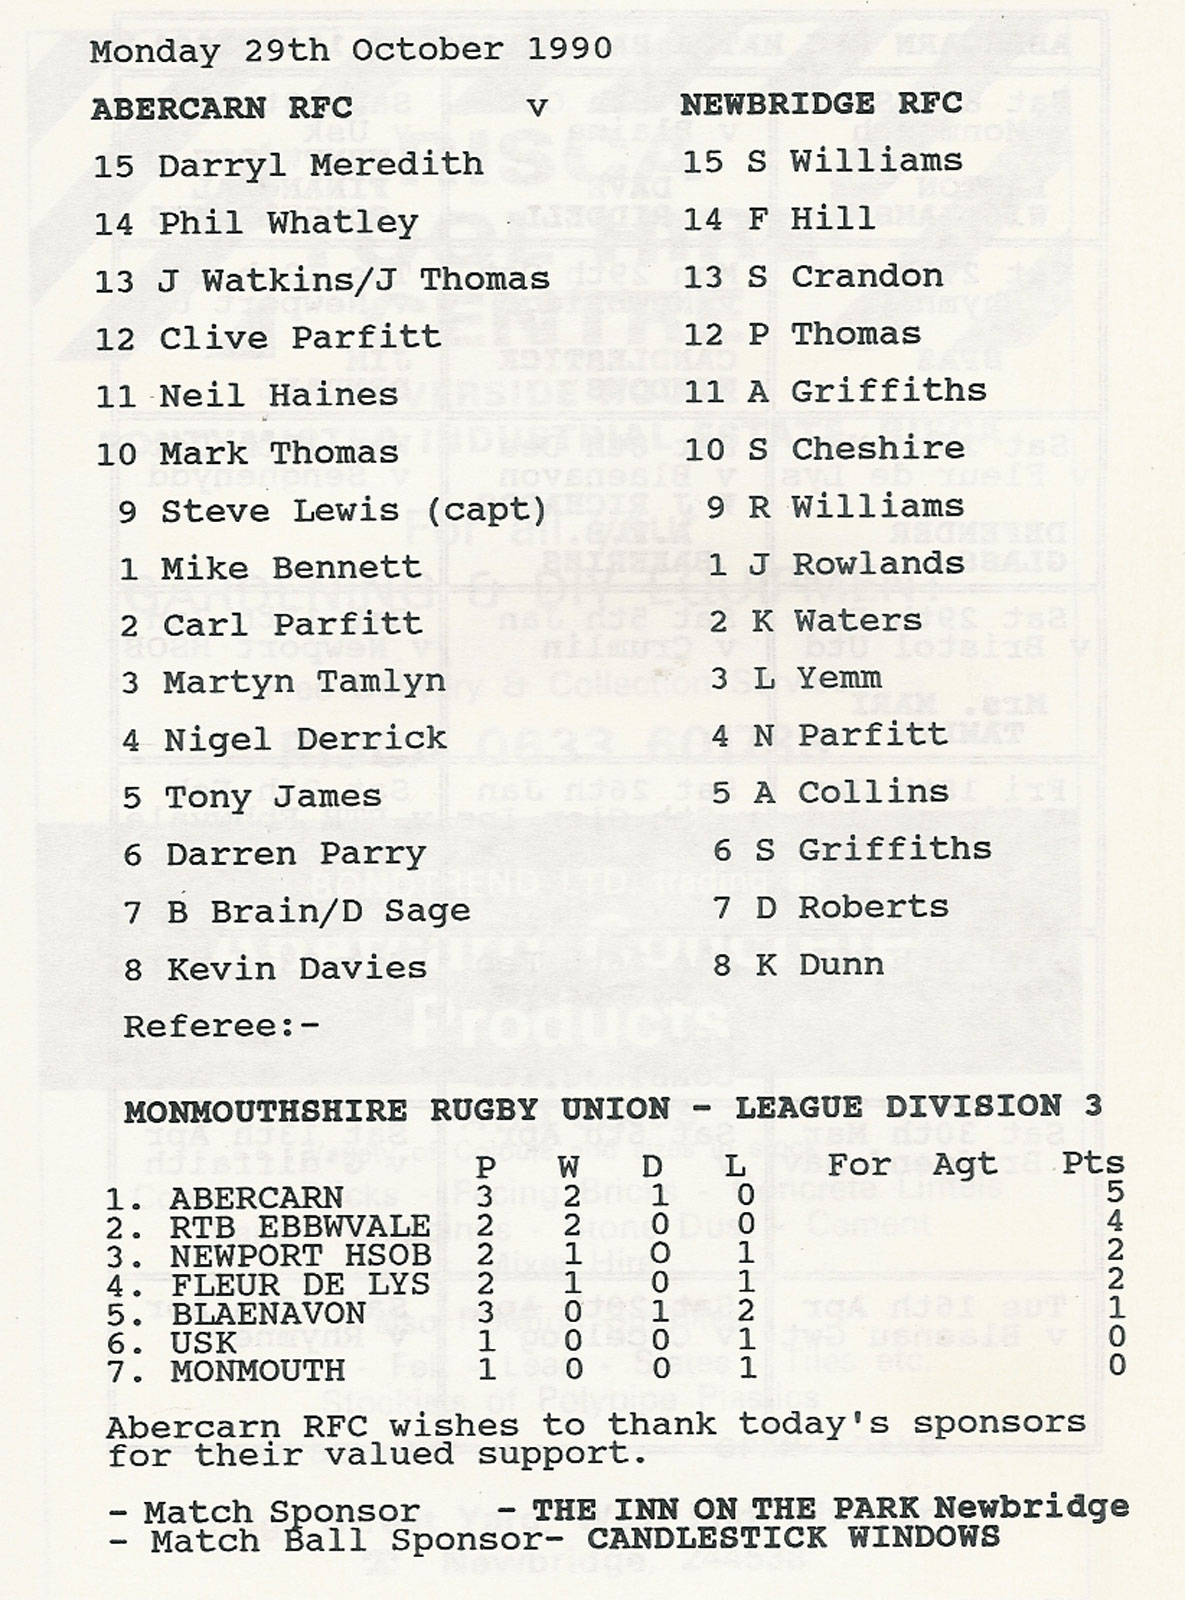 Monday 29th October 1990
ABERCARN RFC v NEWBRIDGE RFC
15 Darryl Meredith 15 S Williams
14 Phil Whatley 14 F Hill
13 J Watkins/J Thomas 13 S Crandon
12 Clive Parfitt 12 P Thomas
11 Neil Haines 11 A Griffiths
10 Mark Thomas 10 S Cheshire
9 Steve Lewis (capt) 9 R Williams
1 Mike Bennett 1 J Rowlands
2 Carl Parfitt 2 K Waters
3 Martyn Tamlyn 3 L Yemm
4 Nigel Derrick 4 N Parfitt
5 Tony James 5 A Collins
6 Darren Parry 6 S Griffiths
7 B Brain/D Sage 7 D Roberts
8 Kevin Davies 8 K Dunn
Referee:-
MONMOUTHSHIRE RUGBY UNION - LEAGUE DIVISION 3
P W D L For Agt Pts
1. ABERCARN 3 2 1 0 5
2. RTB EBBWVALE 2 2 0 0 4
3. NEWPORT HSOB 2 1 0 1 2
4. FLEUR DE LYS 2 1 0 1 2
5. BLAENAVON 3 0 1 2 1
6. USK 1 0 0 1 0
7. MONMOUTH 1 0 0 1 0
Abercarn RFC wishes to thank today's sponsors
for their valued support.
- Match Sponsor - THE INN ON THE PARK Newbridge
- Match Ball Sponsor- CANDLESTICK WINDOWS